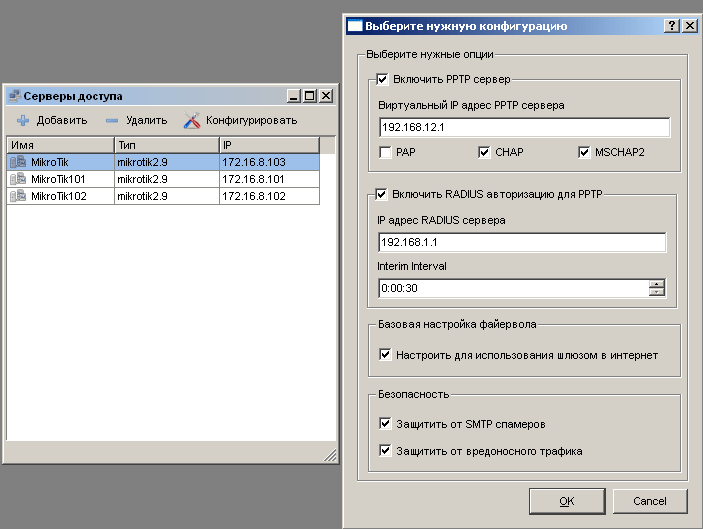 Серверы доступа
Добавить Удалить Конфигурировать
Имя Тип IP
MikroTik mikrotik2.9 172.16.8.103
MikroTik101 mikrotik2.9 172.16.8.101
MikroTik102 mikrotik2.9 172.16.8.102
Выберите нужную конфигурацию
Выберите нужные опции
Включить PPTP сервер
Виртуальный IP адрес PPTP сервера
192.168.12.1
PAP CHAP MSCHAP2
Включить RADIUS авторизацию для PPTP
IP адрес RADIUS сервера
192.168.1.1
Interim Interval
0:00:30
Базовая настройка файервола
Настроить для использования шлюзом в интернет
Безопасность
Защитить от SMTP спамеров
Защитить от вредоносного трафика
OK Cancel